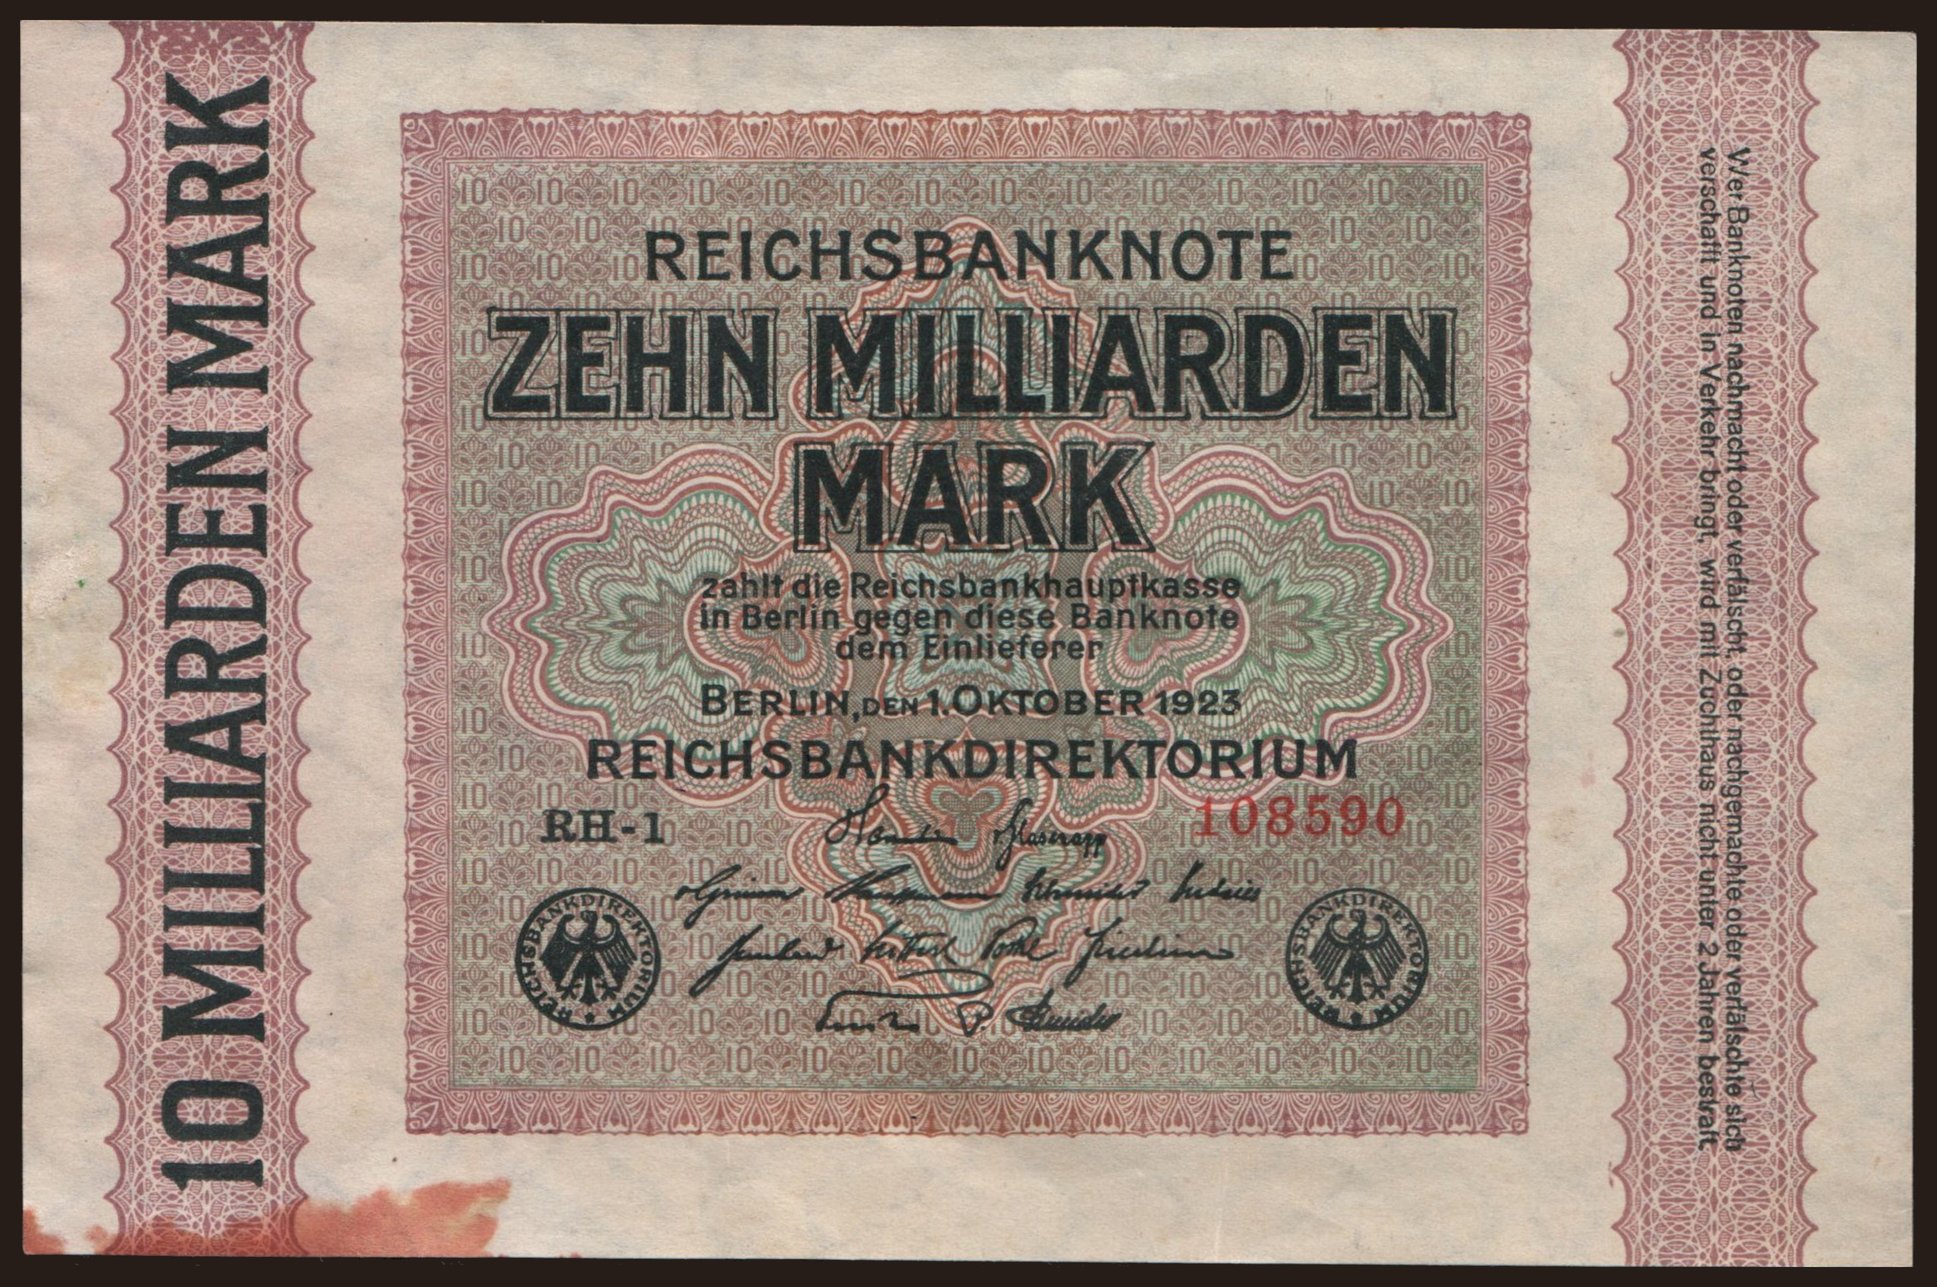 10 MILLIARDEN MARK
REICHSBANKNOTE
ZEHN MILLIARDEN
MARK
zahlt die Reichsbankhauptkasse
in Berlin gegen diese Banknote
dem Einlieferer
BERLIN, DEN 1. OKTOBER 1923
REICHSBANKDIREKTORIUM
RH-1
108590
REICHSBANKDIREKTORIUM
REICHSBANKDIREKTORIUM
Wer Banknoten nachmacht oder verfälscht, oder nachgemachte oder verfälschte sich
verschafft und in Verkehr bringt, wird mit Zuchthaus nicht unter 2 Jahren bestraft.